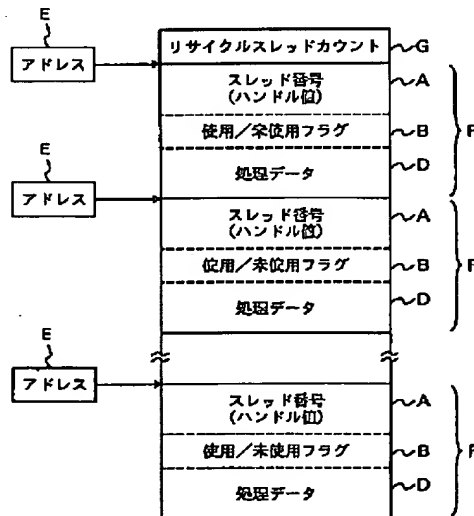 E
アドレス
リサイクルスレッドカウント
G
スレッド番号
(ハンドル値)
A
使用/未使用フラグ
B
処理データ
D
F
E
アドレス
スレッド番号
(ハンドル値)
A
使用/未使用フラグ
B
処理データ
D
F
E
アドレス
スレッド番号
(ハンドル値)
A
使用/未使用フラグ
B
処理データ
D
F